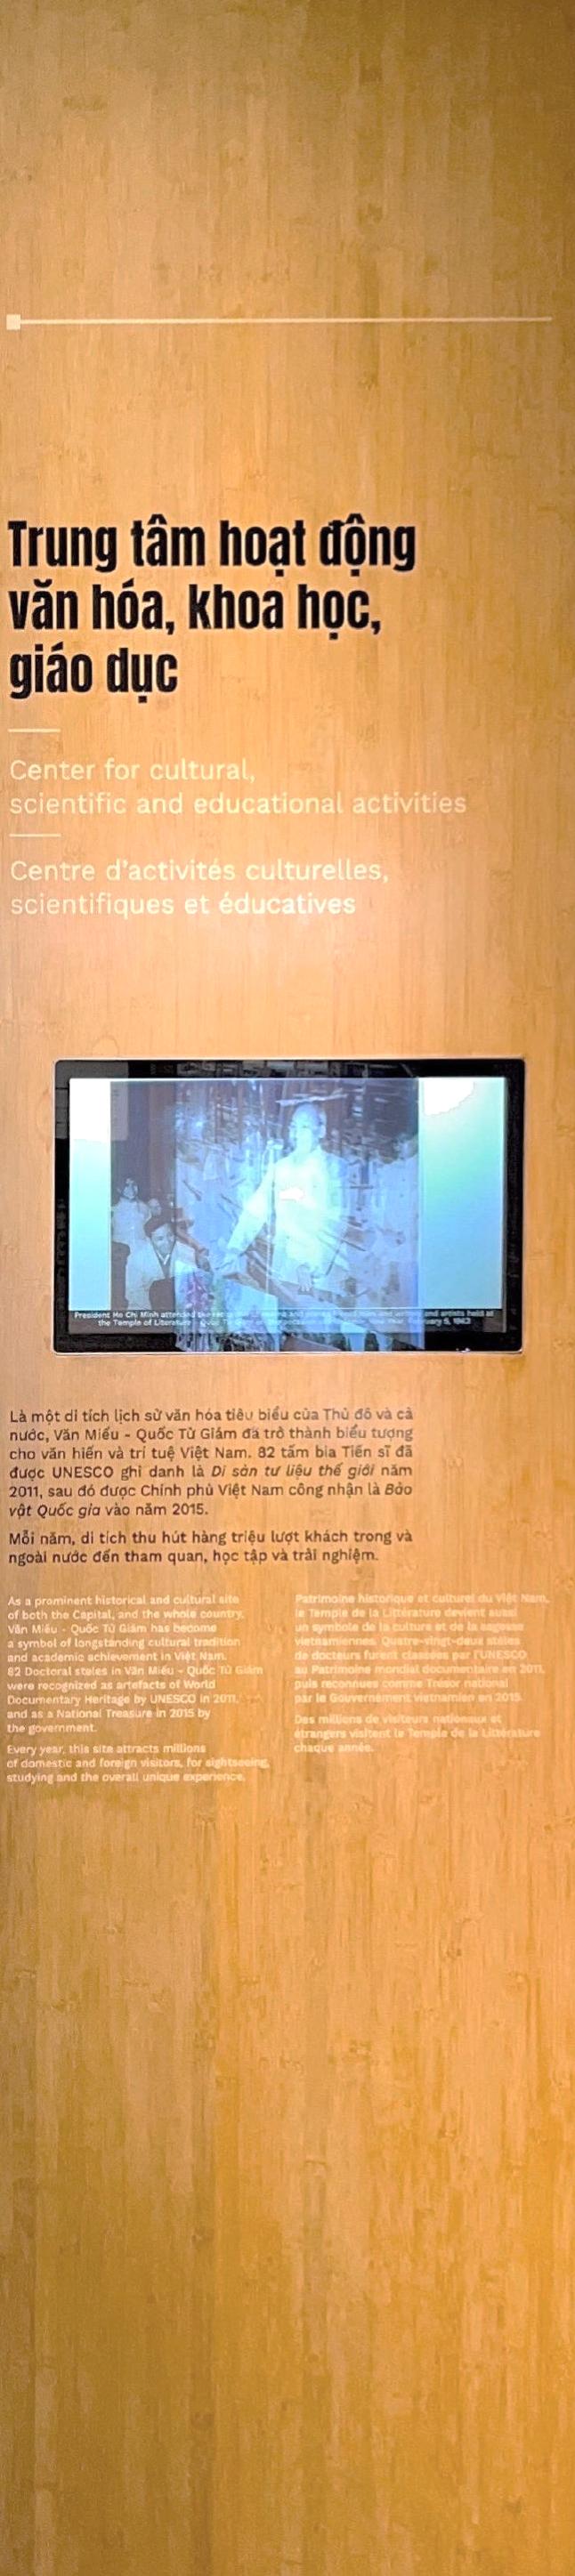 Trung tâm hoạt động
văn hóa, khoa học,
giáo dục
Center for cultural,
scientific and educational activities
Centre d'activités culturelles,
scientifiques et éducatives
President Ho Chi Minh attended the and artists held at
the Temple of Literature
Là một di tích lịch sử văn hóa tiêu biểu của Thủ đô và cả
nước, Văn Miếu - Quốc Tử Giám đã trở thành biểu tượng
cho văn hiến và trí tuệ Việt Nam. 82 tấm bia Tiến sĩ đã
được UNESCO ghi danh là Di sản tư liệu thế giới năm
2011, sau đó được Chính phủ Việt Nam công nhận là Bảo
vật Quốc gia vào năm 2015.
Mỗi năm, di tích thu hút hàng triệu lượt khách trong và
ngoài nước đến tham quan, học tập và trải nghiệm.
As a prominent historical and cultural site
of both the Capital, and the whole country,
Văn Miếu - Quốc Tử Giám has become
a symbol of longstanding cultural tradition
and academic achievement in Việt Nam.
82 Doctoral steles in Văn Miếu - Quốc Tử Giám
were recognized as artefacts of World
Documentary Heritage by UNESCO in 2011,
and as a National Treasure in 2015 by
the government.
Every year, this site attracts millions
of domestic and foreign visitors, for sightseeing,
studying and the overall unique experience.
Patrimoine historique et culturel du Việt Nam,
le Temple de la Littérature devient aussi
un symbole de la culture et de la sagesse
vietnamiennes. Quatre-vingt-deux stèles
de docteurs furent classées par l'UNESCO
au Patrimoine mondial documentaire en 2011,
puis reconnues comme Trésor national
par le Gouvernement vietnamien en 2015.
Des millions de visiteurs nationaux et
étrangers visitent le Temple de la Littérature
chaque année.